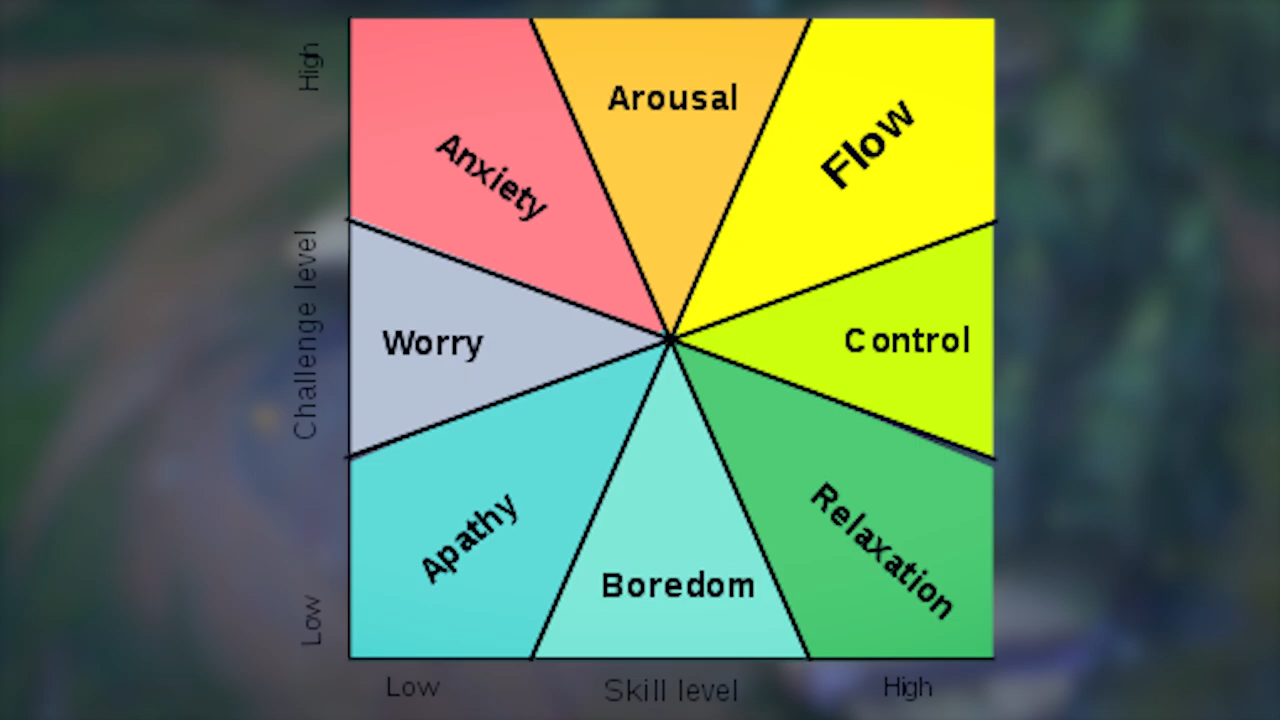 High
Arousal
Flow
Anxiety
Challenge level
Worry
Control
Apathy
Relaxation
Boredom
Low
Low
Skill level
High